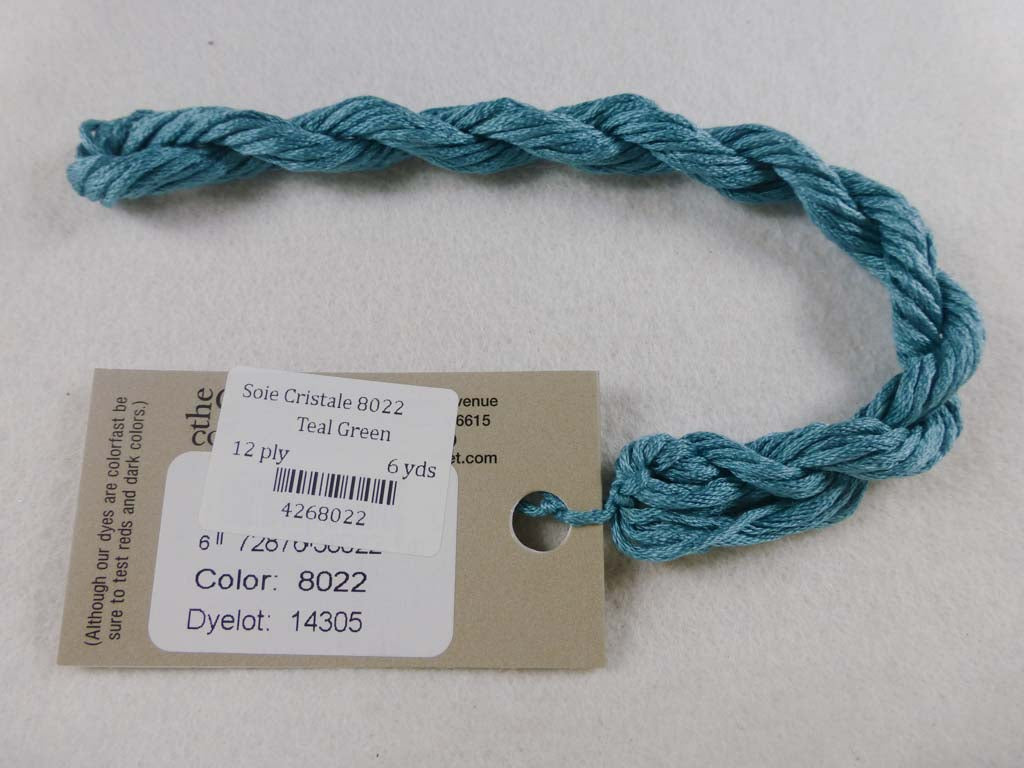 (Although our dyes are colorfast be
sure to test reds and dark colors.)
the
Soie Cristale 8022
Teal Green
12 ply 6 yds
4268022
venue
6615
et.com
Color: 8022
Dyelot: 14305